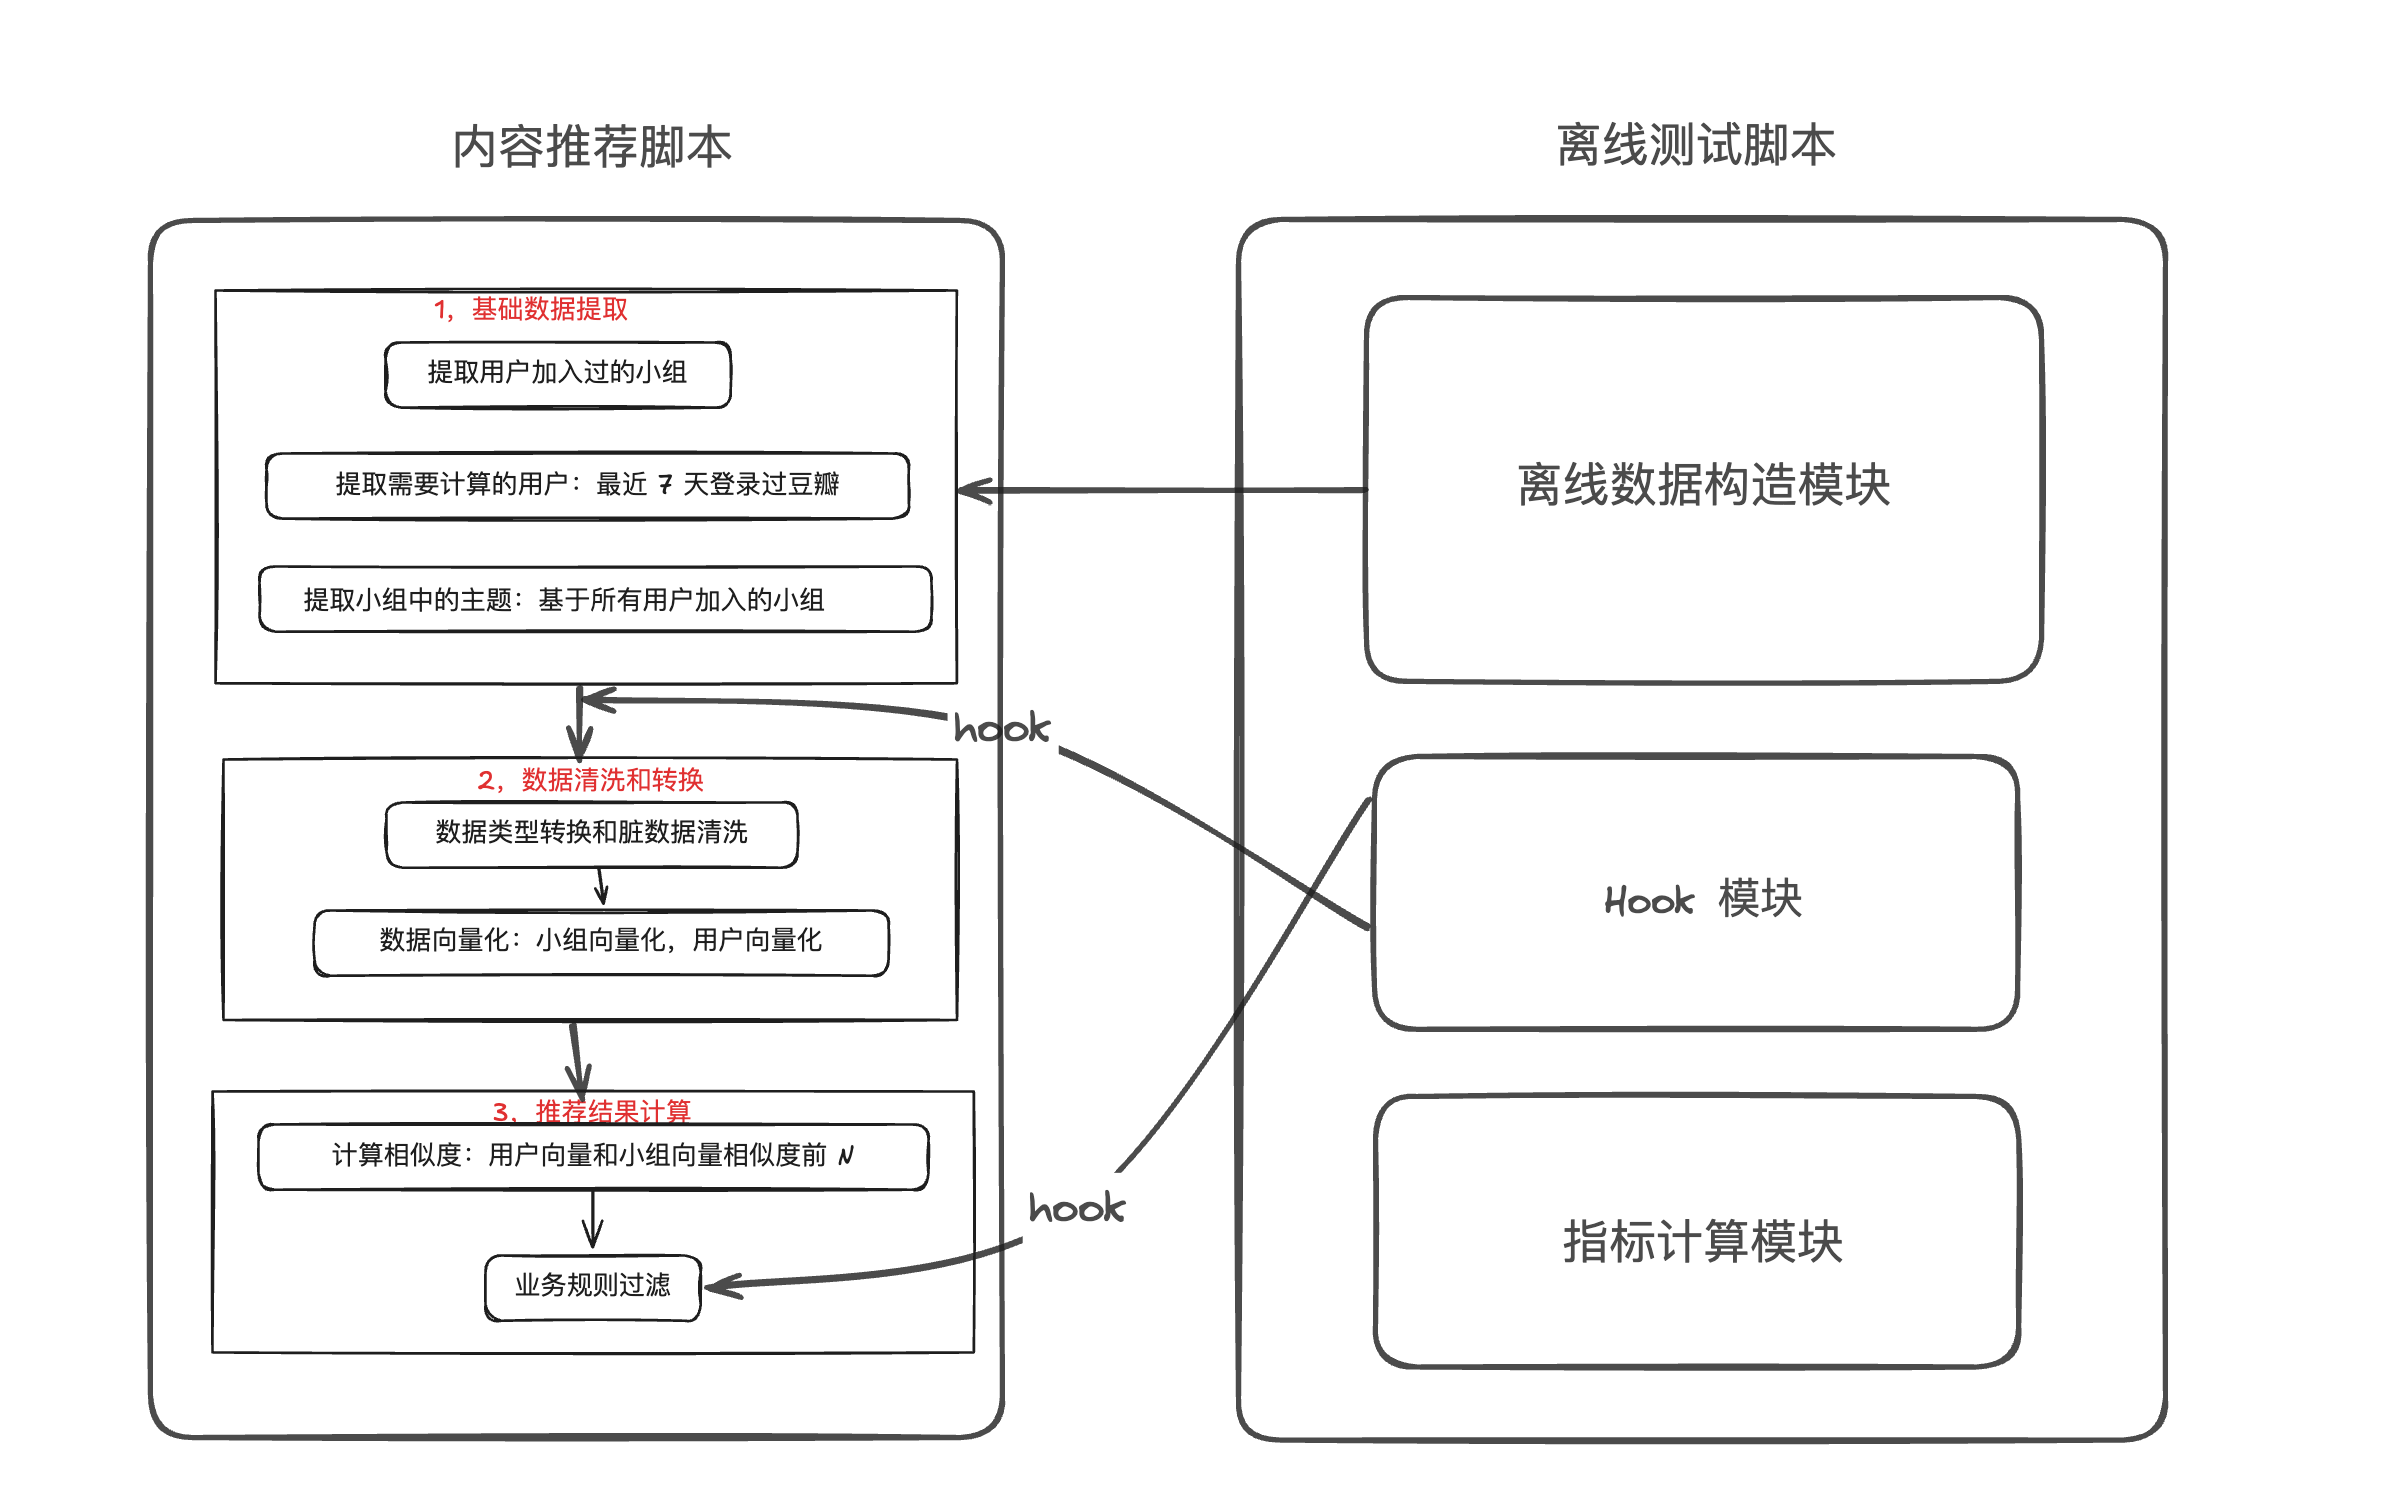 内容推荐脚本
1，基础数据提取
提取用户加入过的小组
提取需要计算的用户：最近 7 天登录过豆瓣
提取小组中的主题：基于所有用户加入的小组
2，数据清洗和转换
数据类型转换和脏数据清洗
数据向量化：小组向量化，用户向量化
3，推荐结果计算
计算相似度：用户向量和小组向量相似度前 N
业务规则过滤
hook
hook
离线测试脚本
离线数据构造模块
Hook 模块
指标计算模块